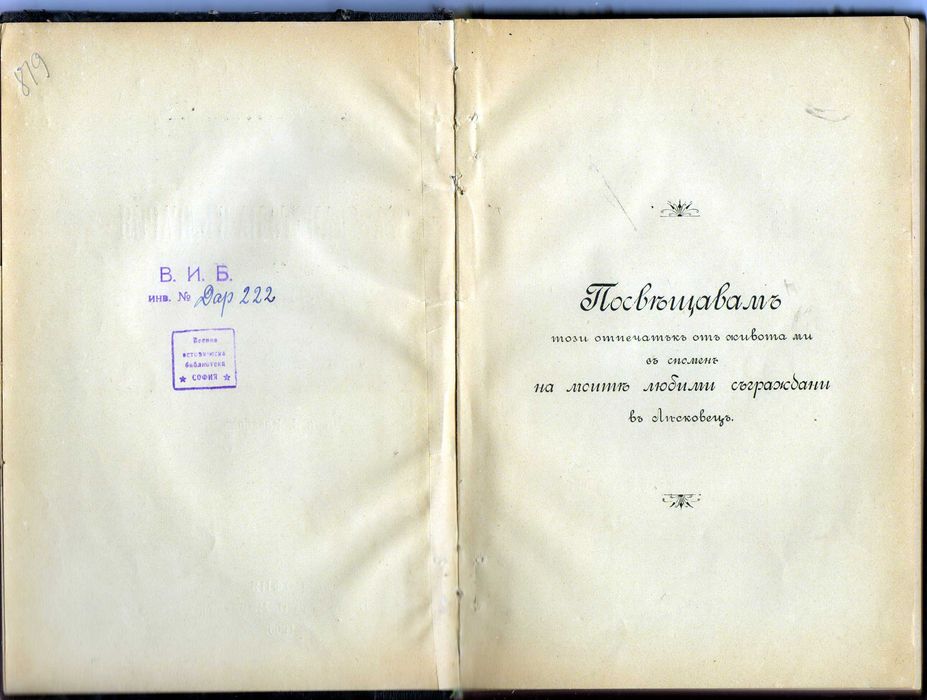 879
В. И. Б.
инв. № Дар 222
Военно
историческа
библиотека
★ СОФИЯ ★
Посвѣщавамъ
този отпечатъкъ отъ живота ми
въ споменъ
на моитѣ любими съграждани
въ Лѣсковецъ.